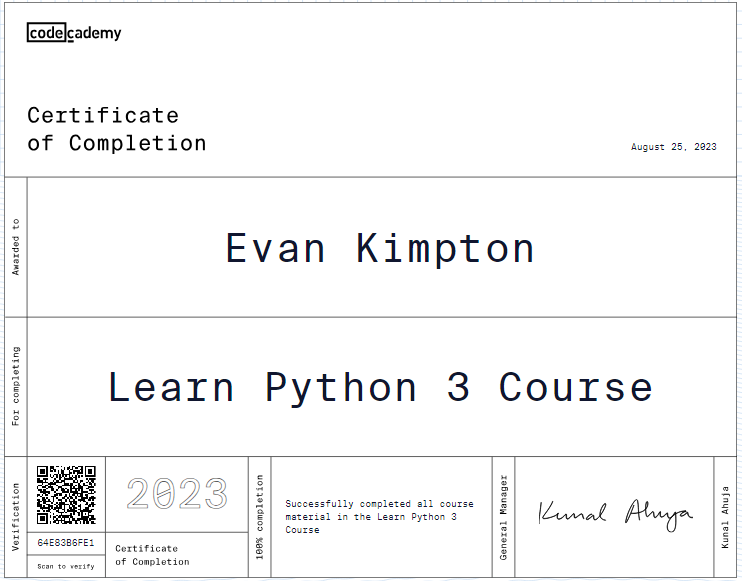 codecademy
Certificate
of Completion
August 25, 2023
Awarded to
Evan Kimpton
For completing
Learn Python 3 Course
Verification
64E83B6FE1
Scan to verify
2023
Certificate
of Completion
100% completion
Successfully completed all course
material in the Learn Python 3
Course
General Manager
Kunal Ahuja
Kunal Ahuja